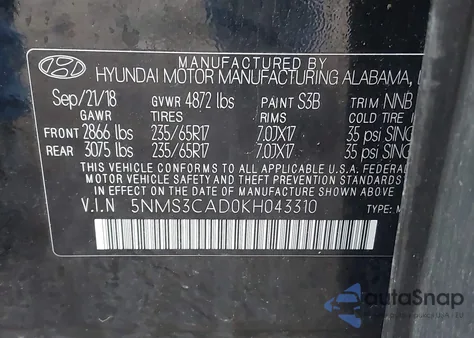 MANUFACTURED BY
HYUNDAI MOTOR MANUFACTURING ALABAMA,
Sep/21/18 GVWR 4872 lbs PAINT S3B TRIM NNB
GAWR TIRES RIMS COLD TIRE
FRONT 2866 lbs 235/65R17 7.0JX17 35 psi SING
REAR 3075 lbs 235/65R17 7.0JX17 35 psi SING
THIS VEHICLE CONFORMS TO ALL APPLICABLE U.S.A. FEDERAL
MOTOR VEHICLE SAFETY, BUMPER, AND THEFT PREVENTION
IN EFFECT ON THE DATE OF MANUFACTURE SHOWN ABOVE.
V.I.N 5NMS3CAD0KH043310 TYPE: M
autoSnap